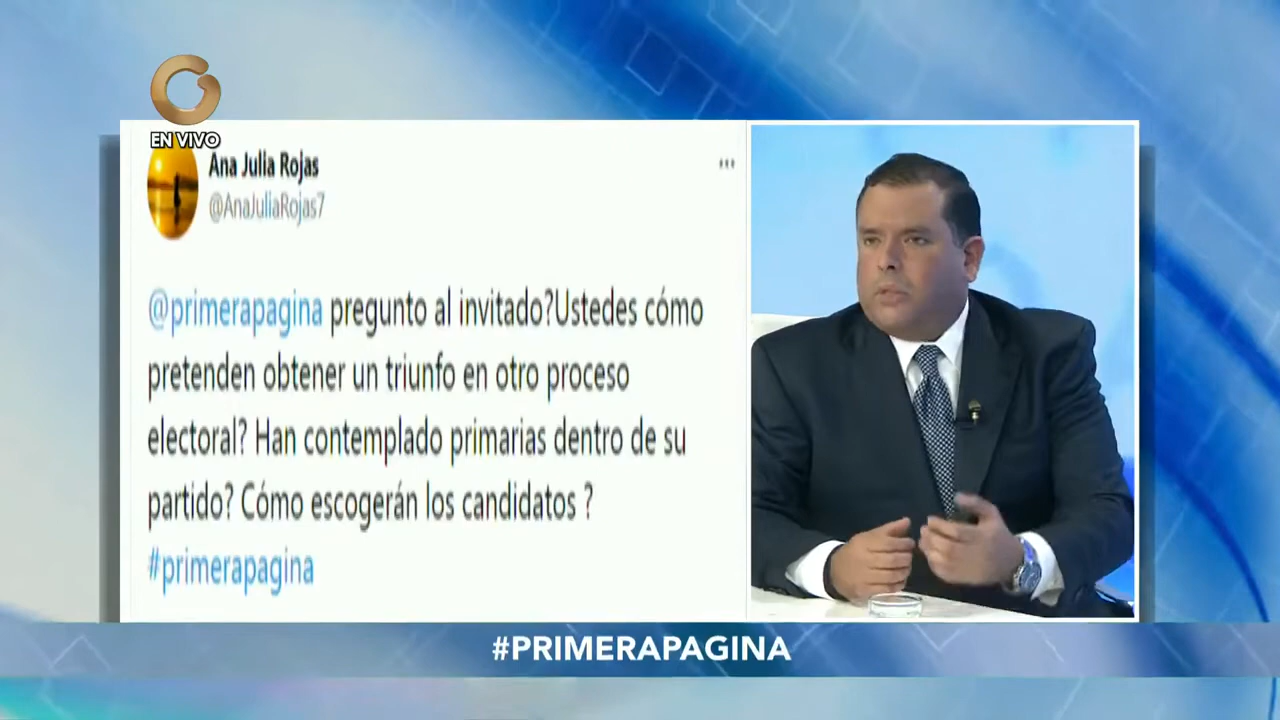 EN VIVO
Ana Julia Rojas
@AnaJuliaRojas7
@primerapagina pregunto al invitado?Ustedes cómo
pretenden obtener un triunfo en otro proceso
electoral? Han contemplado primarias dentro de su
partido? Cómo escogerán los candidatos ?
#primerapagina
#PRIMERAPAGINA